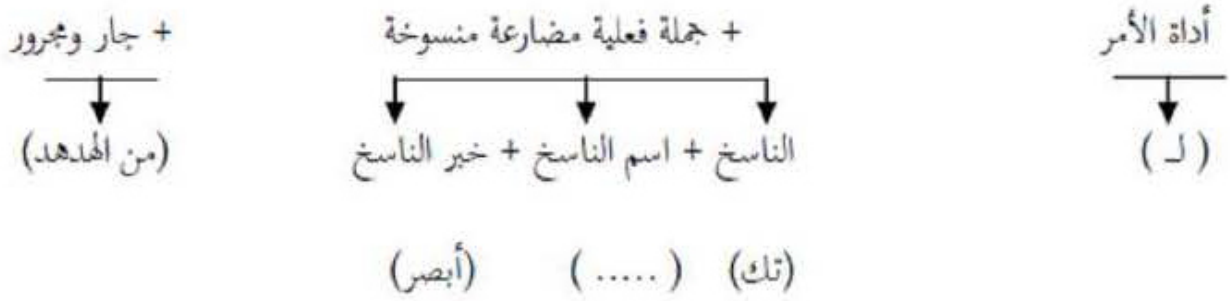 أداة الأمر + جملة فعلية مضارعة منسوخة + جار ومجرور
( لـ ) الناسخ + اسم الناسخ + خبر الناسخ (من الهدهد)
(تك) ( ..... ) (أبصر)